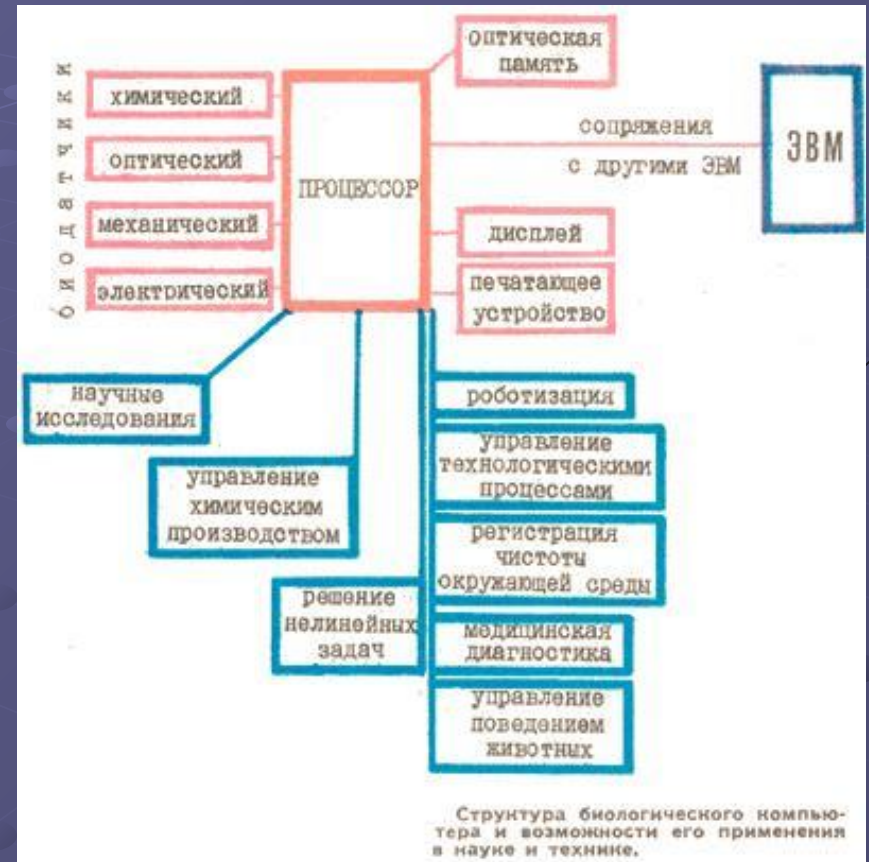 биодатчики
химический
оптический
механический
электрический
ПРОЦЕССОР
оптическая
память
сопряжения
с другими ЭВМ
ЭВМ
дисплей
печатающее
устройство
научные
исследования
управление
химическим
производством
решение
нелинейных
задач
роботизация
управление
технологическими
процессами
регистрация
чистоты
окружающей среды
медицинская
диагностика
управление
поведением
животных
Структура биологического компью-
тера и возможности его применения
в науке и технике.